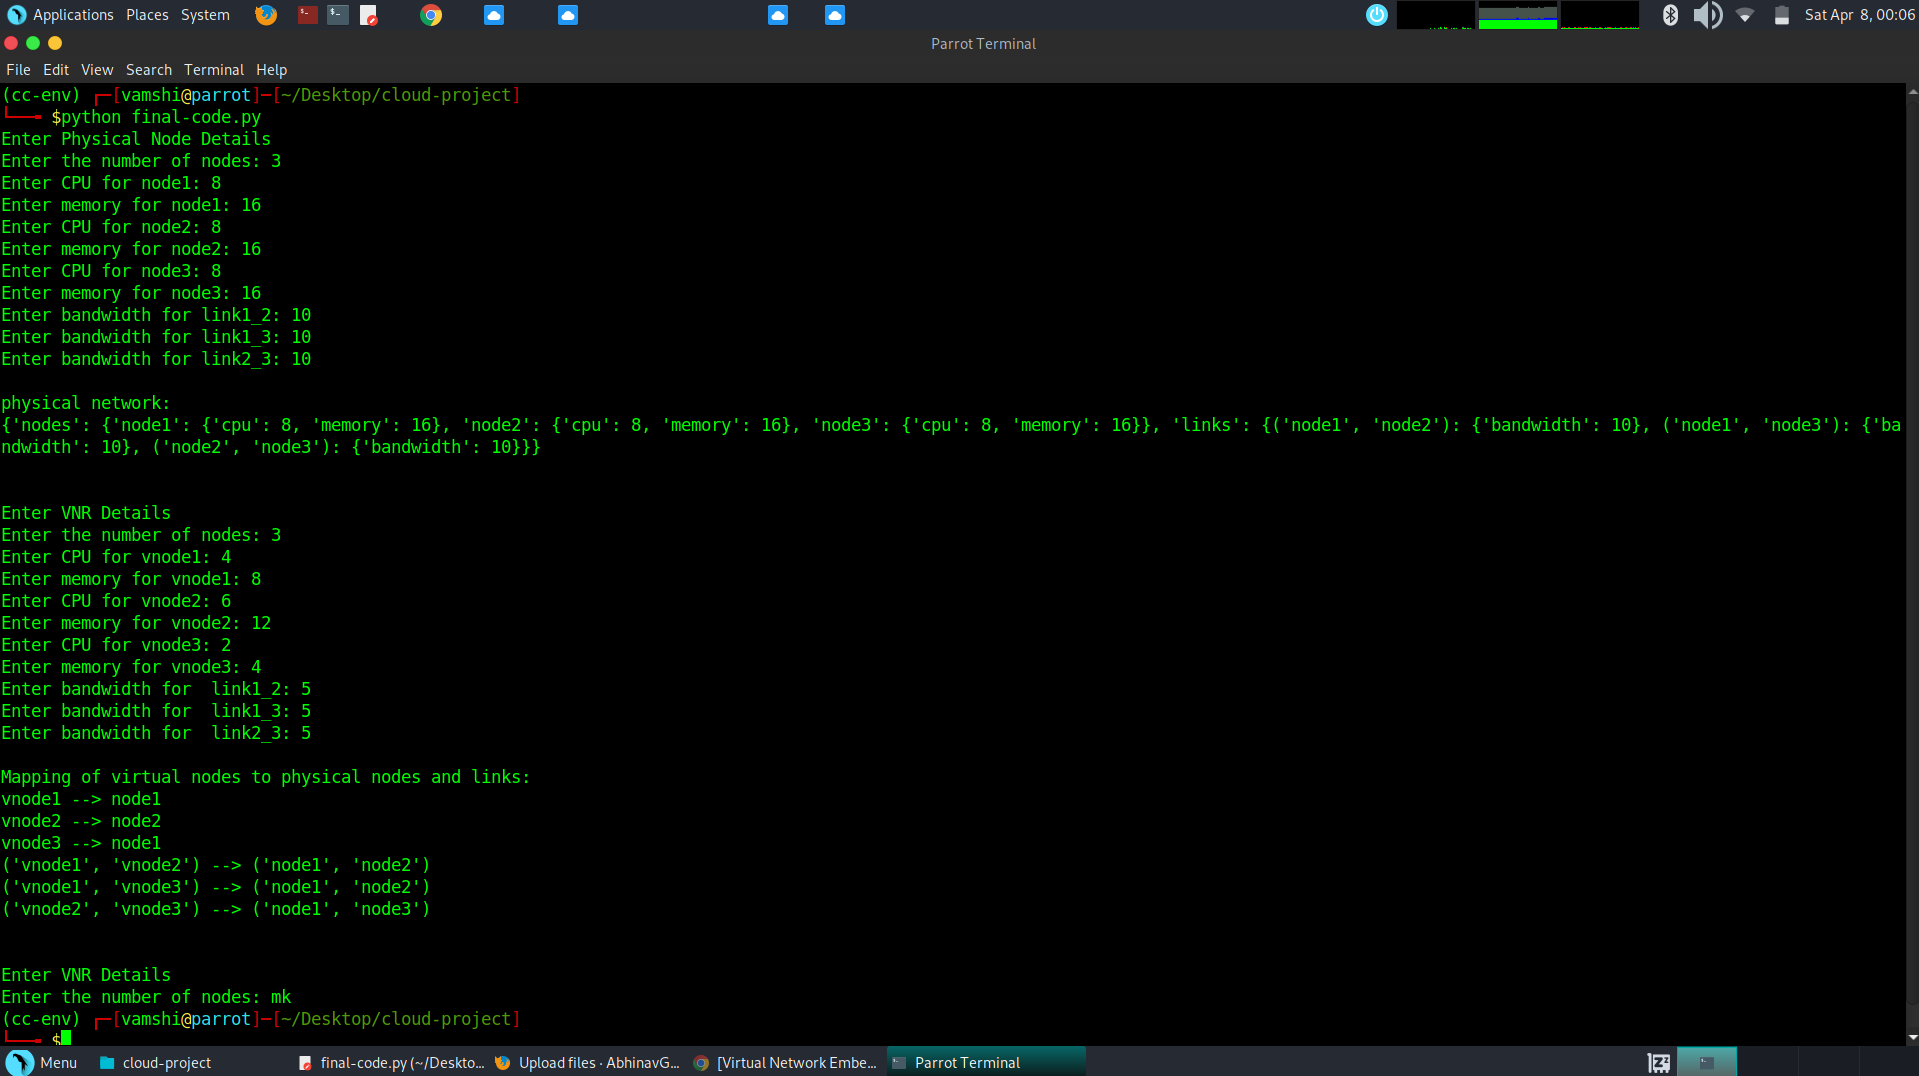 Applications Places System
Sat Apr 8, 00:06
Parrot Terminal
File Edit View Search Terminal Help
(cc-env) ┌─[vamshi@parrot]─[~/Desktop/cloud-project]
└──╼ $python final-code.py
Enter Physical Node Details
Enter the number of nodes: 3
Enter CPU for node1: 8
Enter memory for node1: 16
Enter CPU for node2: 8
Enter memory for node2: 16
Enter CPU for node3: 8
Enter memory for node3: 16
Enter bandwidth for link1_2: 10
Enter bandwidth for link1_3: 10
Enter bandwidth for link2_3: 10
physical network:
{'nodes': {'node1': {'cpu': 8, 'memory': 16}, 'node2': {'cpu': 8, 'memory': 16}, 'node3': {'cpu': 8, 'memory': 16}}, 'links': {('node1', 'node2'): {'bandwidth': 10}, ('node1', 'node3'): {'ba
ndwidth': 10}, ('node2', 'node3'): {'bandwidth': 10}}}
Enter VNR Details
Enter the number of nodes: 3
Enter CPU for vnode1: 4
Enter memory for vnode1: 8
Enter CPU for vnode2: 6
Enter memory for vnode2: 12
Enter CPU for vnode3: 2
Enter memory for vnode3: 4
Enter bandwidth for  link1_2: 5
Enter bandwidth for  link1_3: 5
Enter bandwidth for  link2_3: 5
Mapping of virtual nodes to physical nodes and links:
vnode1 --> node1
vnode2 --> node2
vnode3 --> node1
('vnode1', 'vnode2') --> ('node1', 'node2')
('vnode1', 'vnode3') --> ('node1', 'node2')
('vnode2', 'vnode3') --> ('node1', 'node3')
Enter VNR Details
Enter the number of nodes: mk
(cc-env) ┌─[vamshi@parrot]─[~/Desktop/cloud-project]
└──╼ $
Menu cloud-project final-code.py (~/Deskto... Upload files · AbhinavG... [Virtual Network Embe... Parrot Terminal